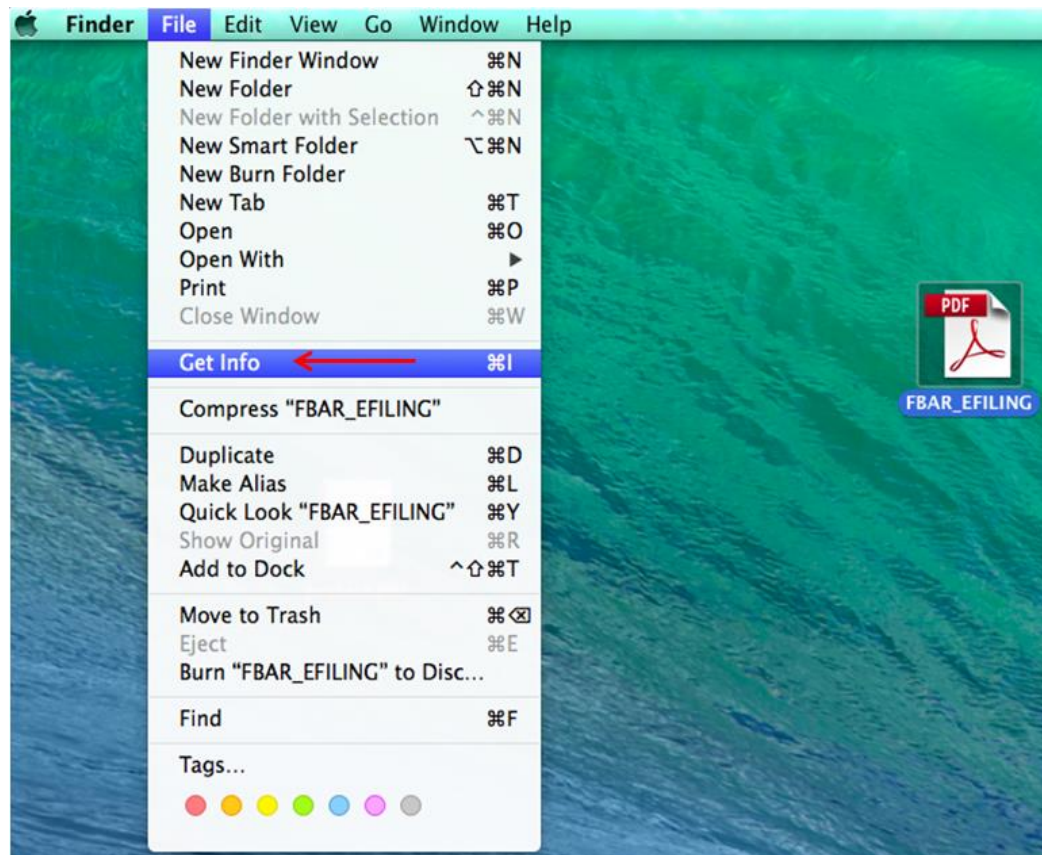 Finder File Edit View Go Window Help
New Finder Window ⌘N
New Folder ⇧⌘N
New Folder with Selection ^⌘N
New Smart Folder ⌥⌘N
New Burn Folder
New Tab ⌘T
Open ⌘O
Open With ▶
Print ⌘P
Close Window ⌘W
Get Info ⌘I
Compress “FBAR_EFILING”
Duplicate ⌘D
Make Alias ⌘L
Quick Look “FBAR_EFILING” ⌘Y
Show Original ⌘R
Add to Dock ^⇧⌘T
Move to Trash ⌘⌫
Eject ⌘E
Burn “FBAR_EFILING” to Disc...
Find ⌘F
Tags...
PDF
FBAR_EFILING